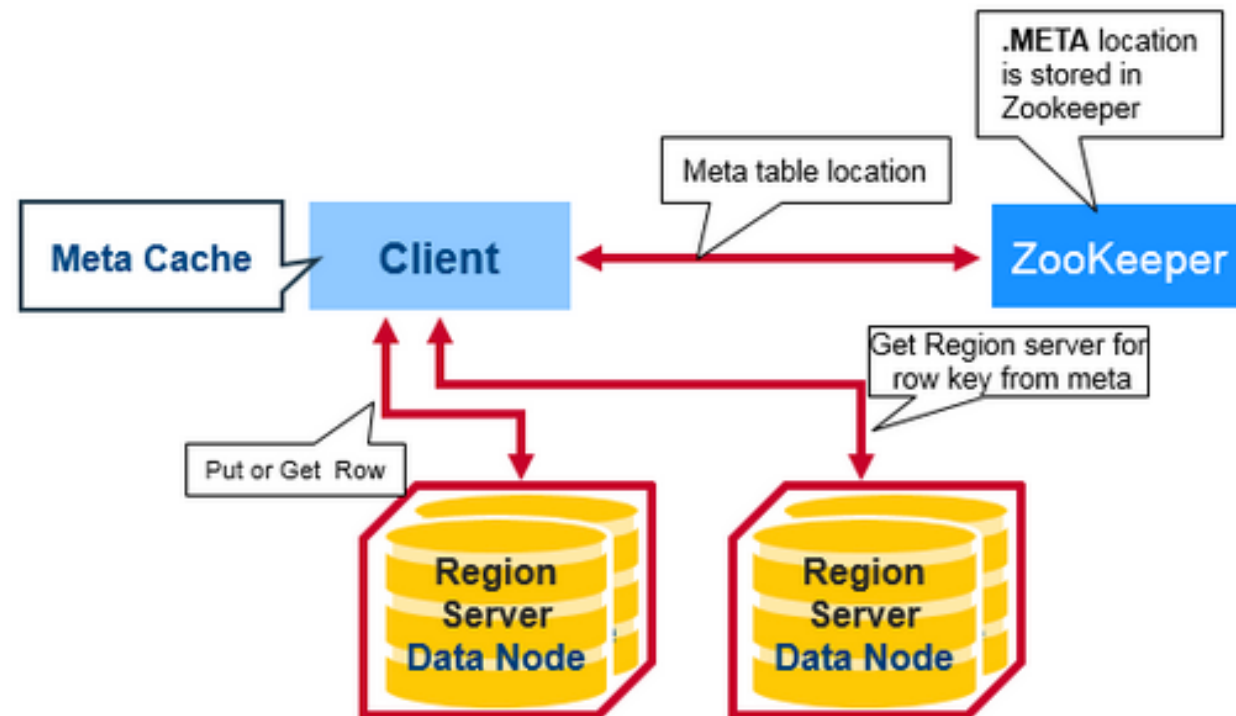 .META location
is stored in
Zookeeper
Meta table location
Meta Cache
Client
ZooKeeper
Get Region server for
row key from meta
Put or Get Row
Region
Server
Data Node
Region
Server
Data Node